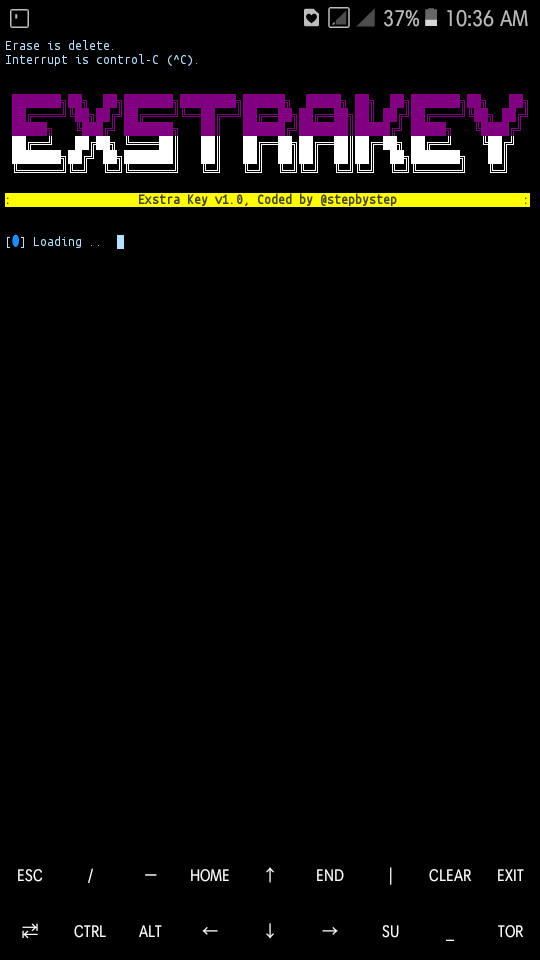 10:36 AM
37%
Erase is delete.
Interrupt is control-C (^C).
EXSTRAKEY
: Exstra Key v1.0, Coded by @stepbystep :
[] Loading ..
ESC / — HOME ↑ END | CLEAR EXIT
⇄ CTRL ALT ← ↓ → SU _ TOR